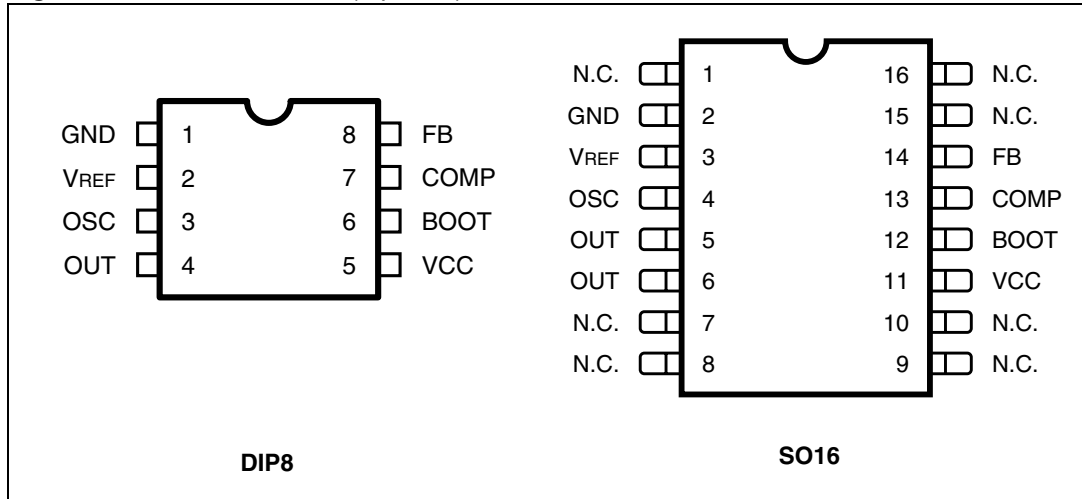 GND 1 8 FB
VREF 2 7 COMP
OSC 3 6 BOOT
OUT 4 5 VCC
DIP8
N.C. 1 16 N.C.
GND 2 15 N.C.
VREF 3 14 FB
OSC 4 13 COMP
OUT 5 12 BOOT
OUT 6 11 VCC
N.C. 7 10 N.C.
N.C. 8 9 N.C.
SO16